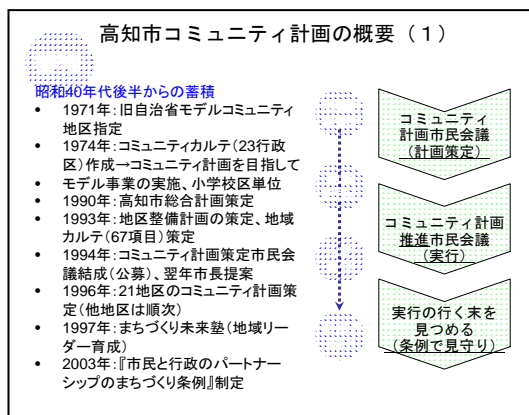 高知市コミュニティ計画の概要（１）
昭和40年代後半からの蓄積
• 1971年：旧自治省モデルコミュニティ
地区指定
• 1974年：コミュニティカルテ（23行政
区）作成→コミュニティ計画を目指して
• モデル事業の実施、小学校区単位
• 1990年：高知市総合計画策定
• 1993年：地区整備計画の策定、地域
カルテ（67項目）策定
• 1994年：コミュニティ計画策定市民会
議結成（公募）、翌年市長提案
• 1996年：21地区のコミュニティ計画策
定（他地区は順次）
• 1997年：まちづくり未来塾（地域リー
ダー育成）
• 2003年：『市民と行政のパートナー
シップのまちづくり条例』制定
コミュニティ
計画市民会議
（計画策定）
コミュニティ計画
推進市民会議
（実行）
実行の行く末を
見つめる
（条例で見守り）